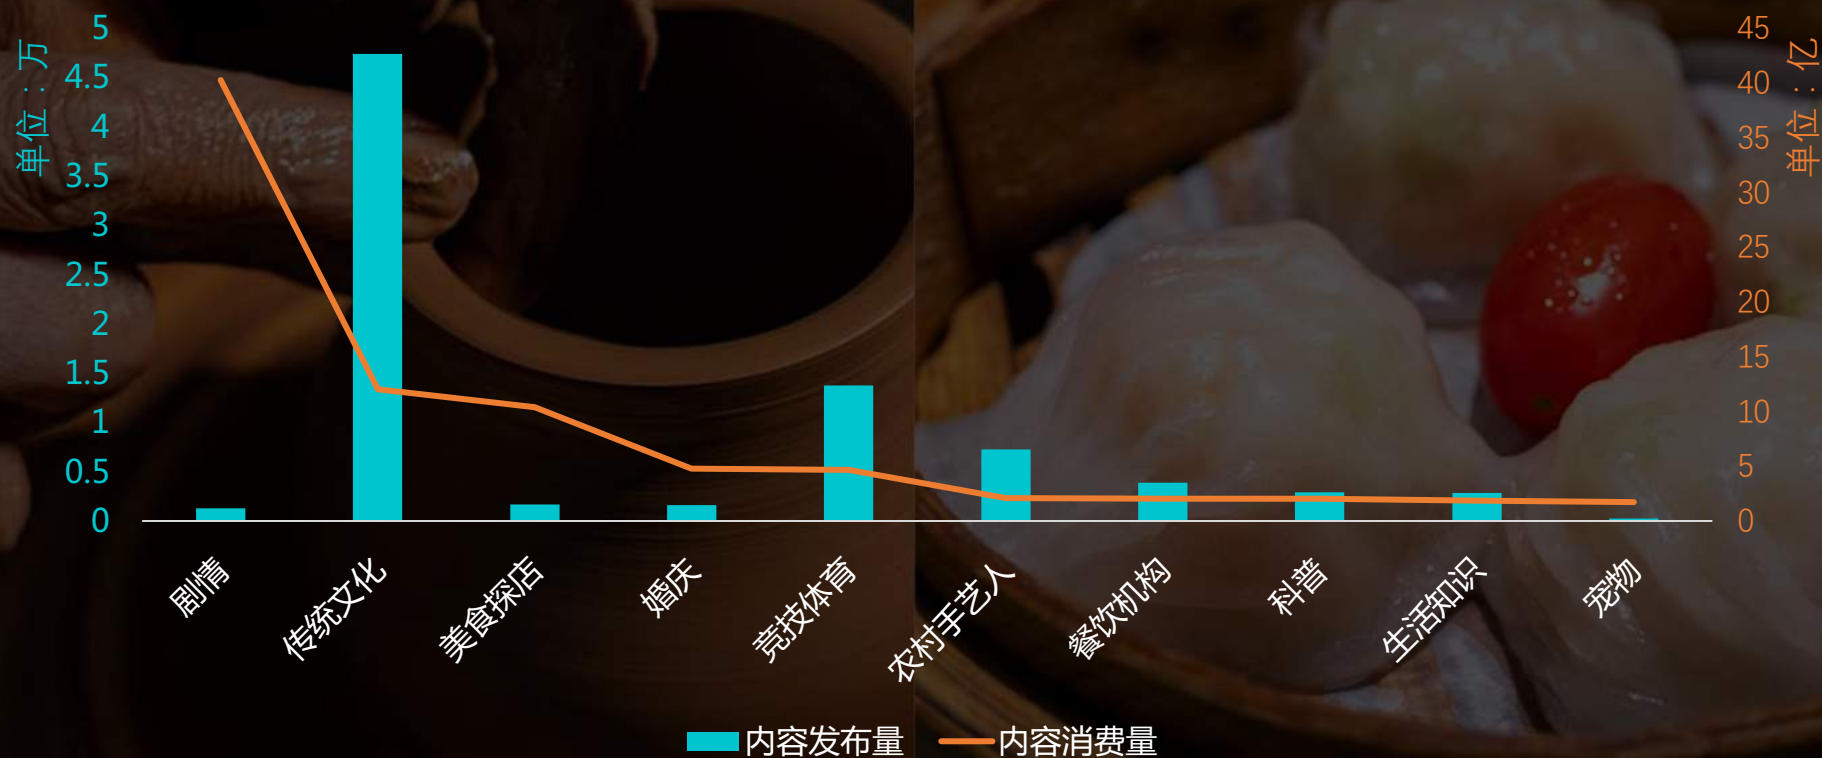 单位：万
5
4.5
4
3.5
3
2.5
2
1.5
1
0.5
0
单位：亿
45
40
35
30
25
20
15
10
5
0
剧情
传统文化
美食探店
婚庆
竞技体育
农村手艺人
餐饮机构
科普
生活知识
宠物
内容发布量
内容消费量